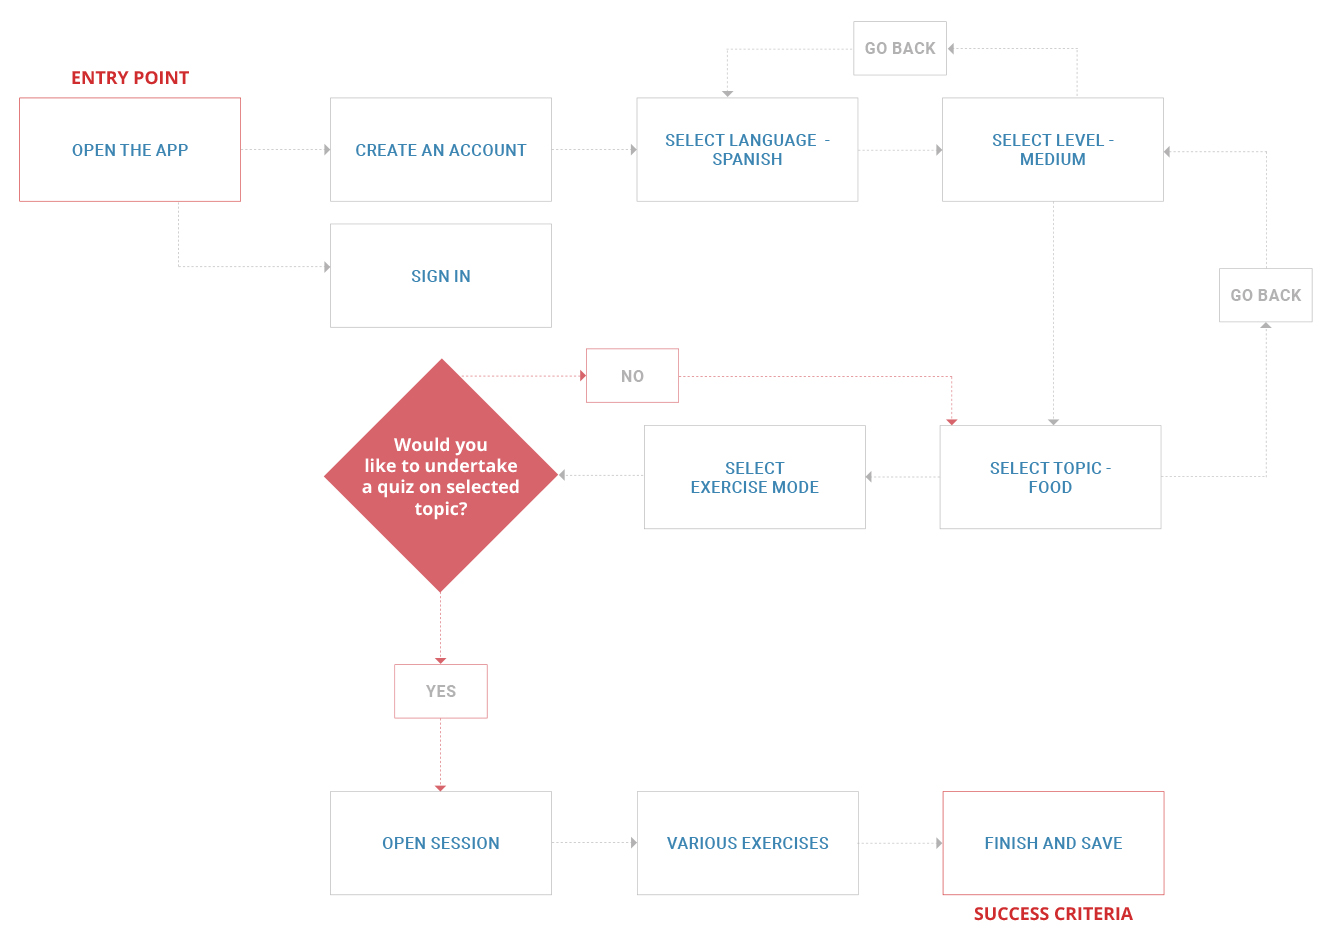 GO BACK
ENTRY POINT
OPEN THE APP
CREATE AN ACCOUNT
SELECT LANGUAGE -
SPANISH
SELECT LEVEL -
MEDIUM
SIGN IN
GO BACK
NO
Would you
like to undertake
a quiz on selected
topic?
SELECT
EXERCISE MODE
SELECT TOPIC -
FOOD
YES
OPEN SESSION
VARIOUS EXERCISES
FINISH AND SAVE
SUCCESS CRITERIA